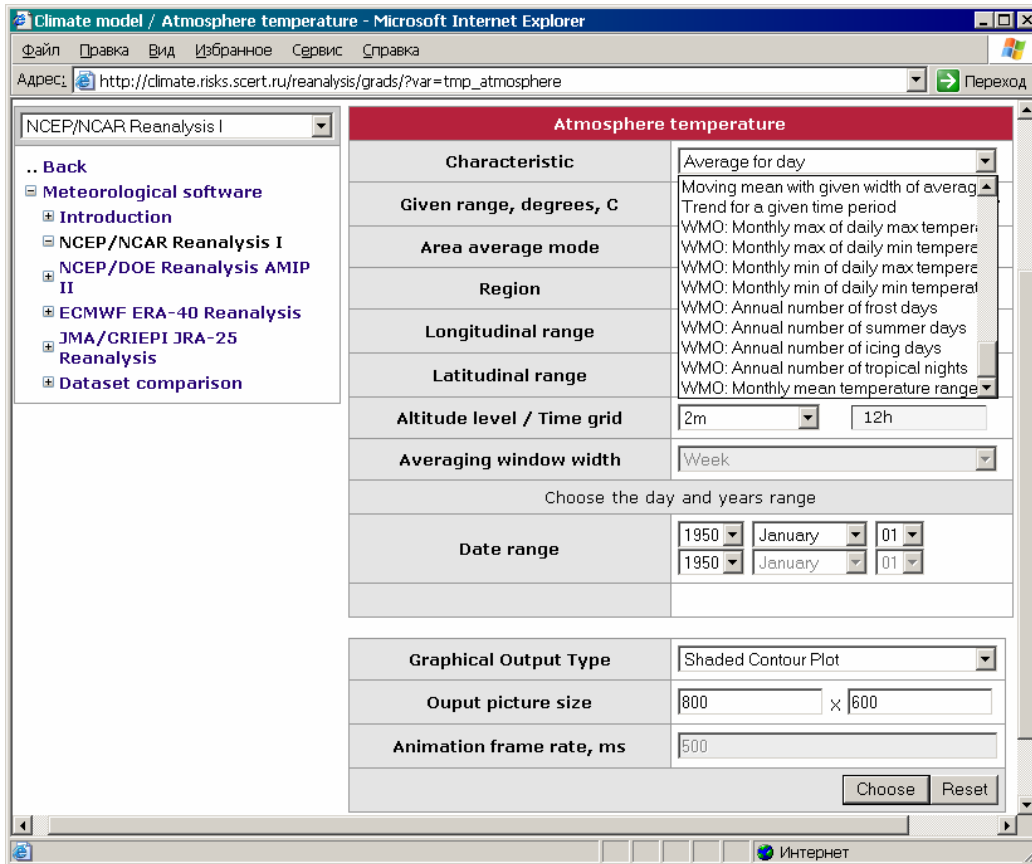 Climate model / Atmosphere temperature - Microsoft Internet Explorer
Файл Правка Вид Избранное Сервис Справка
Адрес: http://climate.risks.scert.ru/reanalysis/grads/?var=tmp_atmosphere Переход
NCEP/NCAR Reanalysis I
.. Back
Meteorological software
Introduction
NCEP/NCAR Reanalysis I
NCEP/DOE Reanalysis AMIP
II
ECMWF ERA-40 Reanalysis
JMA/CRIEPI JRA-25
Reanalysis
Dataset comparison
Atmosphere temperature
Characteristic Average for day
Moving mean with given width of averag
Trend for a given time period
WMO: Monthly max of daily max tempera
WMO: Monthly max of daily min tempera
WMO: Monthly min of daily max tempera
WMO: Monthly min of daily min temperat
WMO: Annual number of frost days
WMO: Annual number of summer days
WMO: Annual number of icing days
WMO: Annual number of tropical nights
WMO: Monthly mean temperature range
Given range, degrees, C
Area average mode
Region
Longitudinal range
Latitudinal range
Altitude level / Time grid 2m 12h
Averaging window width Week
Choose the day and years range
Date range
1950 January 01
1950 January 01
Graphical Output Type Shaded Contour Plot
Ouput picture size 800 x 600
Animation frame rate, ms 500
Choose Reset
Интернет